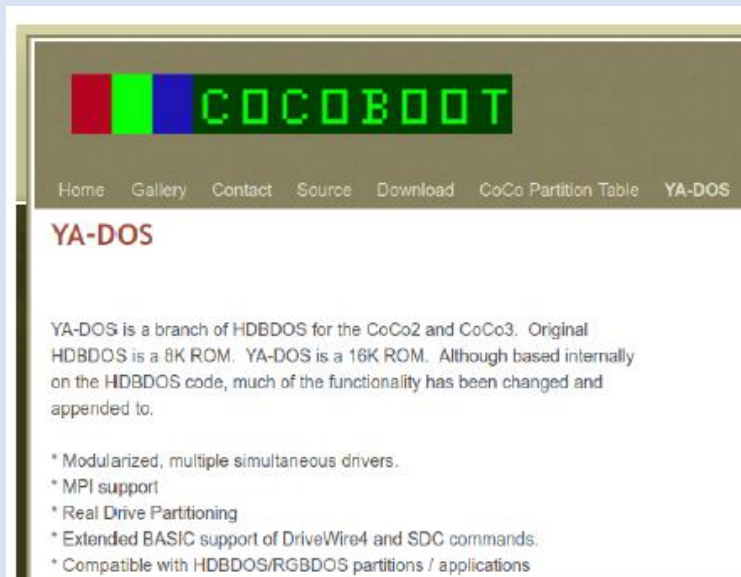 COCOBOOT
Home Gallery Contact Source Download CoCo Partition Table YA-DOS
YA-DOS
YA-DOS is a branch of HDBDOS for the CoCo2 and CoCo3. Original
HDBDOS is a 8K ROM. YA-DOS is a 16K ROM. Although based internally
on the HDBDOS code, much of the functionality has been changed and
appended to.
* Modularized, multiple simultaneous drivers.
* MPI support
* Real Drive Partitioning
* Extended BASIC support of DriveWire4 and SDC commands.
* Compatible with HDBDOS/RGBDOS partitions / applications